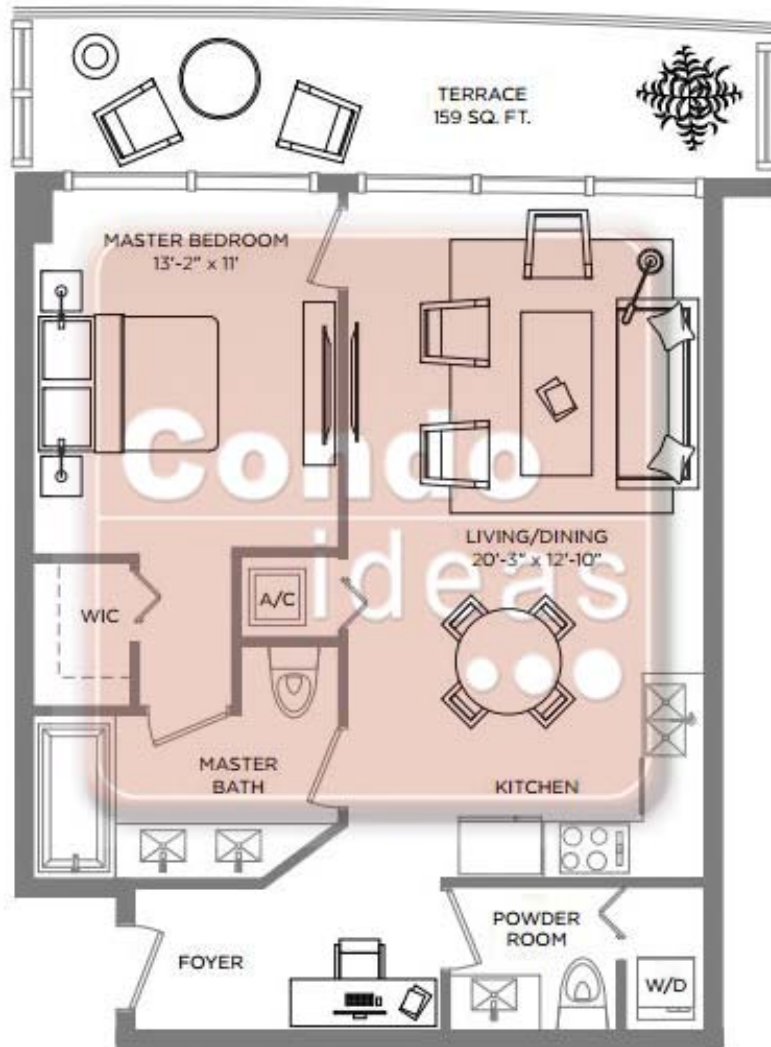 TERRACE
159 SQ. FT.
MASTER BEDROOM
13'-2" x 11'
Condo
ideas
LIVING/DINING
20'-3" x 12'-10"
A/C
WIC
MASTER
BATH
KITCHEN
POWDER
ROOM
FOYER
W/D